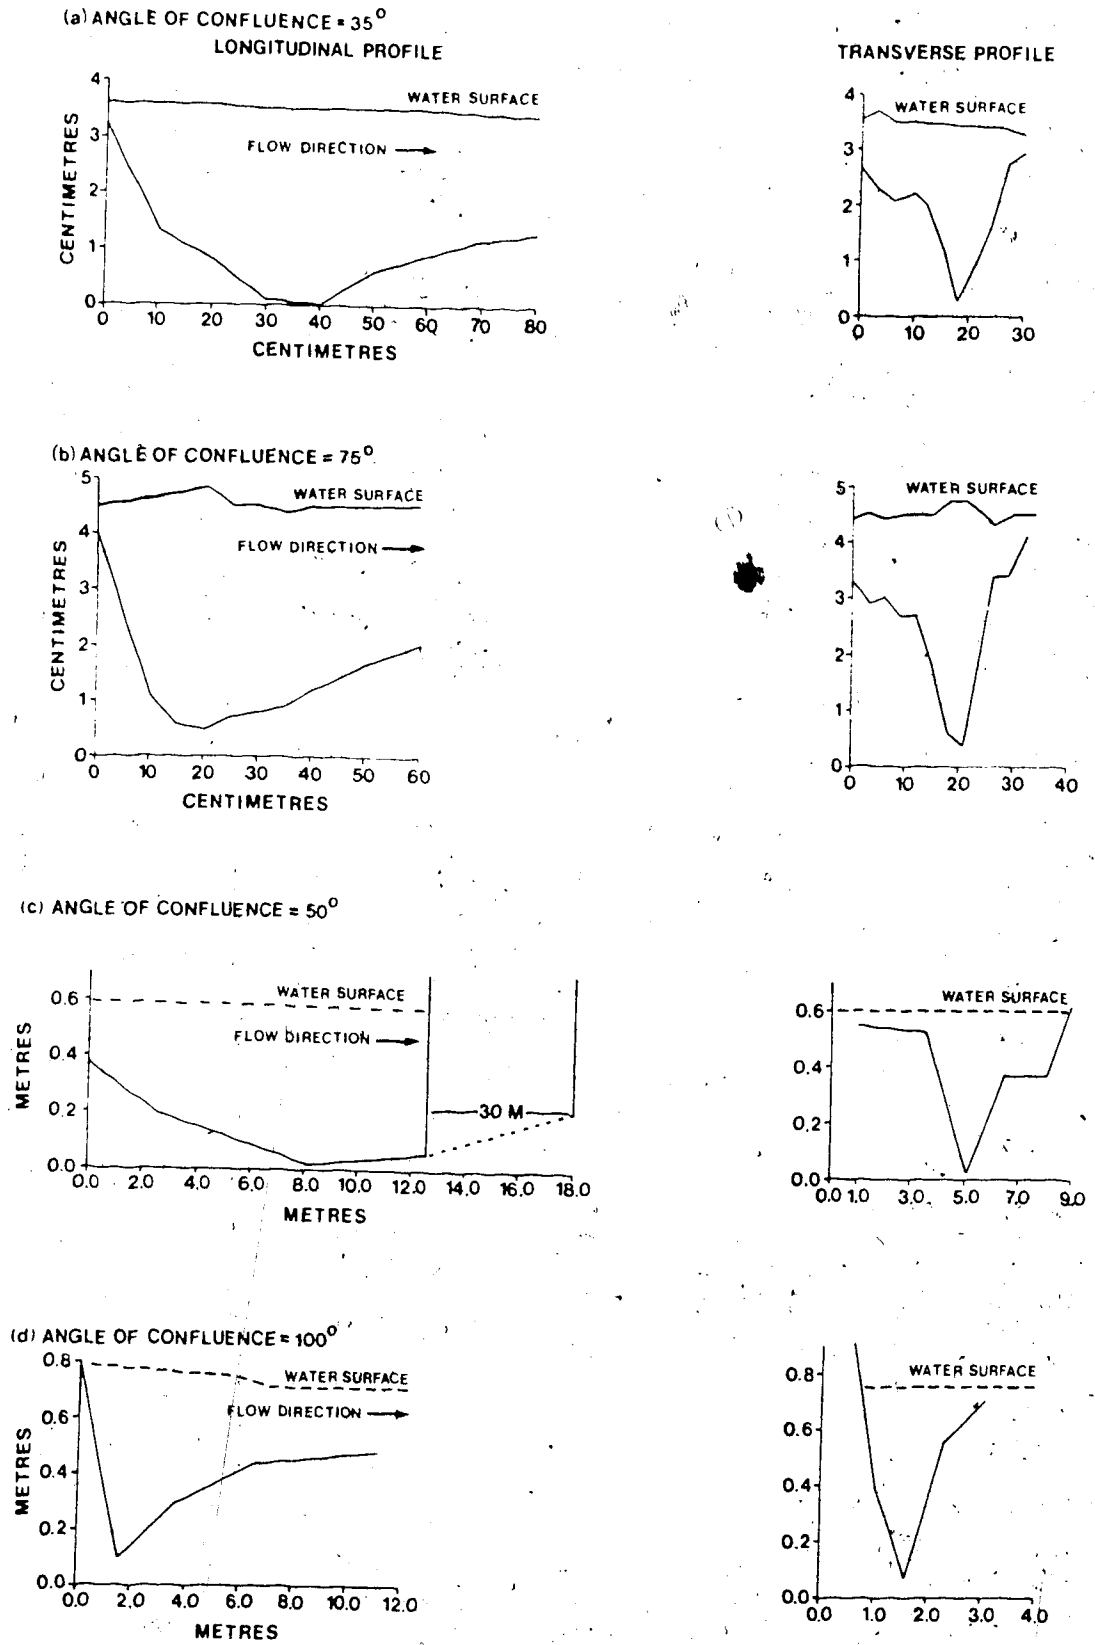 (a) ANGLE OF CONFLUENCE = 35°
LONGITUDINAL PROFILE
TRANSVERSE PROFILE
4
3
2
1
0
CENTIMETRES
WATER SURFACE
FLOW DIRECTION
0 10 20 30 40 50 60 70 80
CENTIMETRES
4
3
2
1
0
WATER SURFACE
0 10 20 30
(b) ANGLE OF CONFLUENCE = 75°
5
4
3
2
1
0
CENTIMETRES
WATER SURFACE
FLOW DIRECTION
0 10 20 30 40 50 60
CENTIMETRES
5
4
3
2
1
0
WATER SURFACE
0 10 20 30 40
(c) ANGLE OF CONFLUENCE = 50°
0.6
0.4
0.2
0.0
METRES
WATER SURFACE
FLOW DIRECTION
30 M
0.0 2.0 4.0 6.0 8.0 10.0 12.0 14.0 16.0 18.0
METRES
0.6
0.4
0.2
0.0
WATER SURFACE
0.0 1.0 3.0 5.0 7.0 9.0
(d) ANGLE OF CONFLUENCE = 100°
0.8
0.6
0.4
0.2
0.0
METRES
WATER SURFACE
FLOW DIRECTION
0.0 2.0 4.0 6.0 8.0 10.0 12.0
METRES
0.8
0.6
0.4
0.2
0.0
WATER SURFACE
0.0 1.0 2.0 3.0 4.0